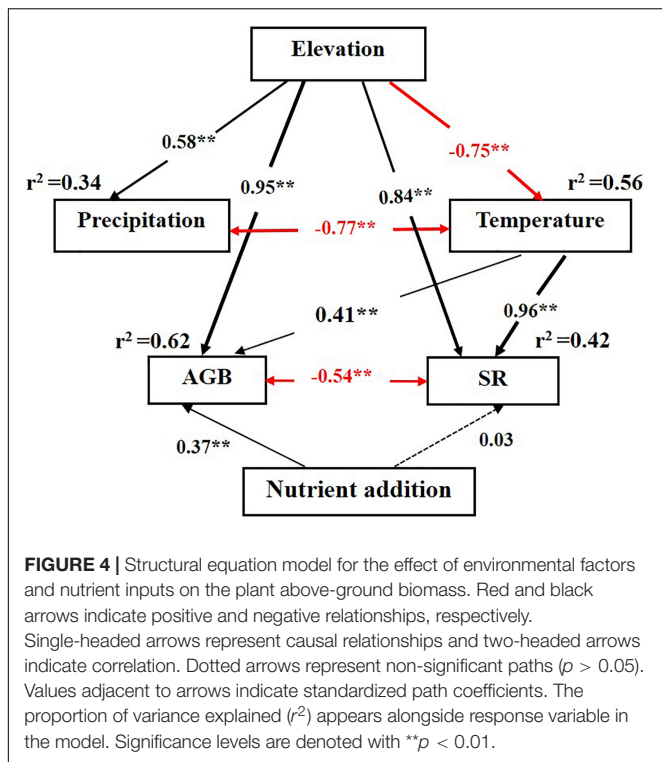 Elevation
0.58**
-0.75**
r² =0.34
0.95**
0.84**
r² =0.56
Precipitation
-0.77**
Temperature
0.41**
0.96**
r² =0.62
r² =0.42
AGB
-0.54**
SR
0.37**
0.03
Nutrient addition
FIGURE 4 | Structural equation model for the effect of environmental factors
and nutrient inputs on the plant above-ground biomass. Red and black
arrows indicate positive and negative relationships, respectively.
Single-headed arrows represent causal relationships and two-headed arrows
indicate correlation. Dotted arrows represent non-significant paths (p > 0.05).
Values adjacent to arrows indicate standardized path coefficients. The
proportion of variance explained (r²) appears alongside response variable in
the model. Significance levels are denoted with **p < 0.01.